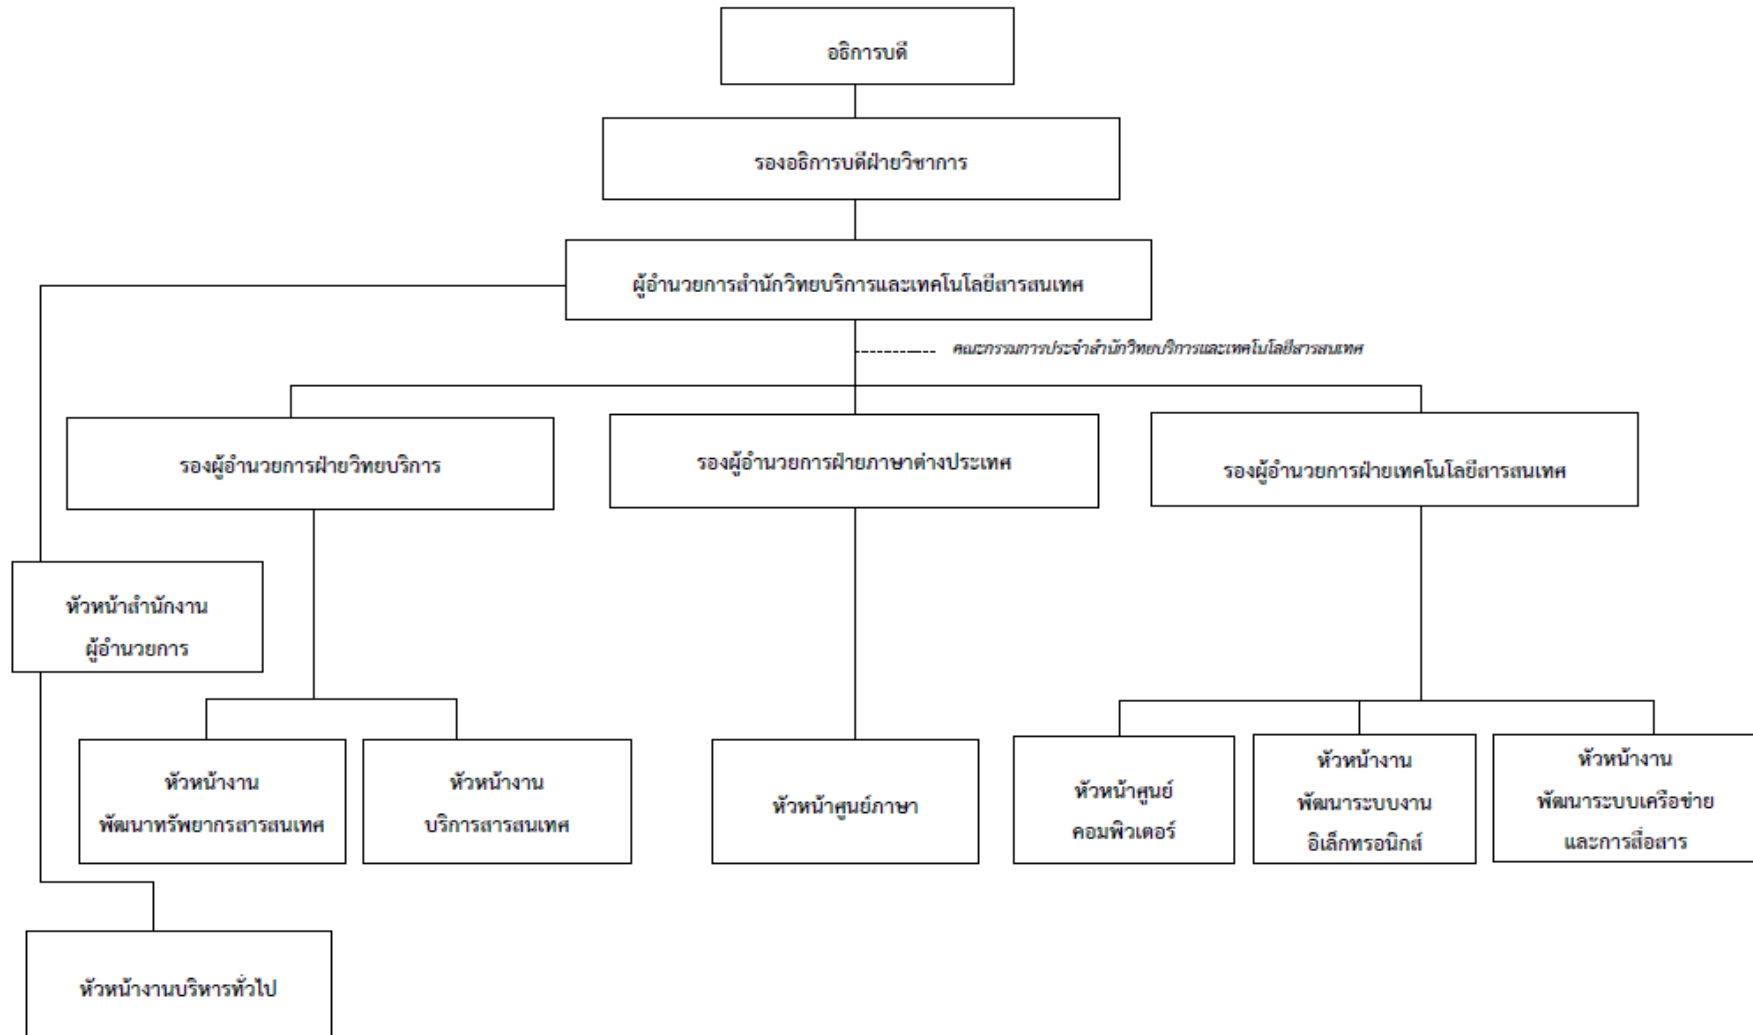 อธิการบดี
รองอธิการบดีฝ่ายวิชาการ
ผู้อำนวยการสำนักวิทยบริการและเทคโนโลยีสารสนเทศ
คณะกรรมการประจำสำนักวิทยบริการและเทคโนโลยีสารสนเทศ
รองผู้อำนวยการฝ่ายวิทยบริการ
รองผู้อำนวยการฝ่ายภาษาต่างประเทศ
รองผู้อำนวยการฝ่ายเทคโนโลยีสารสนเทศ
หัวหน้าสำนักงาน
ผู้อำนวยการ
หัวหน้างาน
พัฒนาทรัพยากรสารสนเทศ
หัวหน้างาน
บริการสารสนเทศ
หัวหน้าศูนย์ภาษา
หัวหน้าศูนย์
คอมพิวเตอร์
หัวหน้างาน
พัฒนาระบบงาน
อิเล็กทรอนิกส์
หัวหน้างาน
พัฒนาระบบเครือข่าย
และการสื่อสาร
หัวหน้างานบริหารทั่วไป